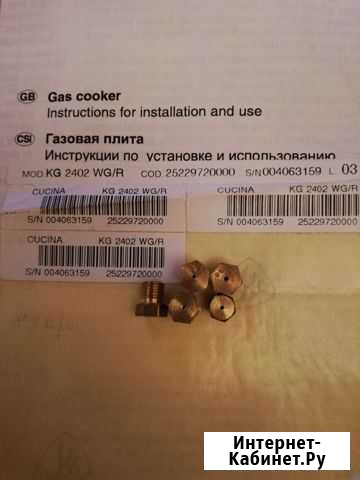 GB Gas cooker
Instructions for installation and use
CSI Газовая плита
Инструкции по установке и использованию
MOD. KG 2402 WG/R COD. 25229720000 S/N 004063159 L 03
CUCINA KG 2402 WG/R
S/N 004063159 25229720000
CUCINA KG 2402 WG/R
S/N 004063159 25229720000
CUCINA KG 2402 WG/R
S/N 004063159 25229720000
Интернет-
Кабинет.Ру